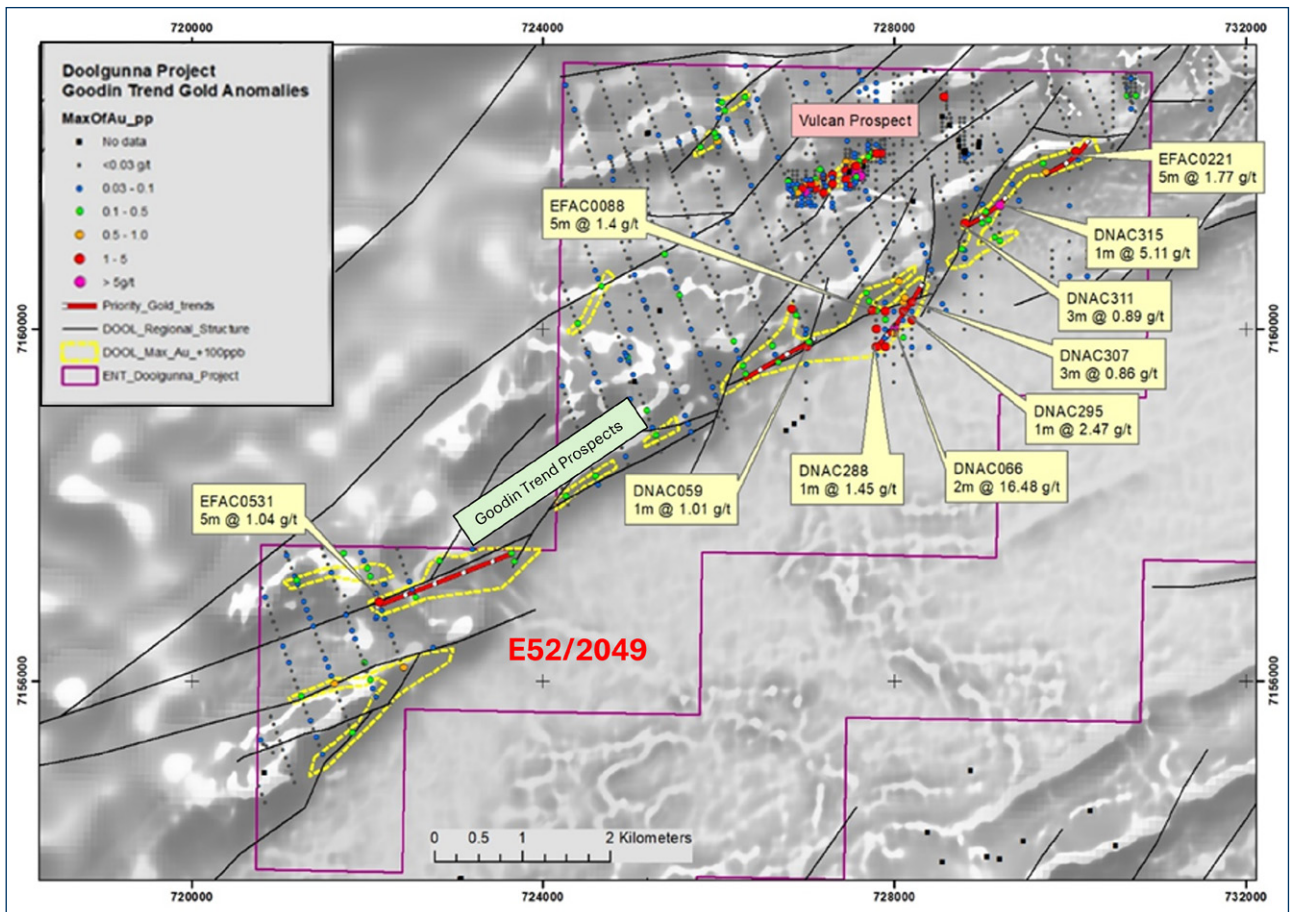 720000
724000
728000
732000
Doolgunna Project
Goodin Trend Gold Anomalies
MaxOfAu_pp
No data
<0.03 g/t
0.03 - 0.1
0.1 - 0.5
0.5 - 1.0
1 - 5
> 5g/t
Priority_Gold_trends
DOOL_Regional_Structure
DOOL_Max_Au_+100ppb
ENT_Doolgunna_Project
Vulcan Prospect
EFAC0221
5m @ 1.77 g/t
EFAC0088
5m @ 1.4 g/t
DNAC315
1m @ 5.11 g/t
DNAC311
3m @ 0.89 g/t
7160000
7160000
DNAC307
3m @ 0.86 g/t
DNAC295
1m @ 2.47 g/t
Goodin Trend Prospects
DNAC288
1m @ 1.45 g/t
DNAC066
2m @ 16.48 g/t
DNAC059
1m @ 1.01 g/t
EFAC0531
5m @ 1.04 g/t
E52/2049
7156000
7156000
0 0.5 1 2 Kilometers
720000
724000
728000
732000